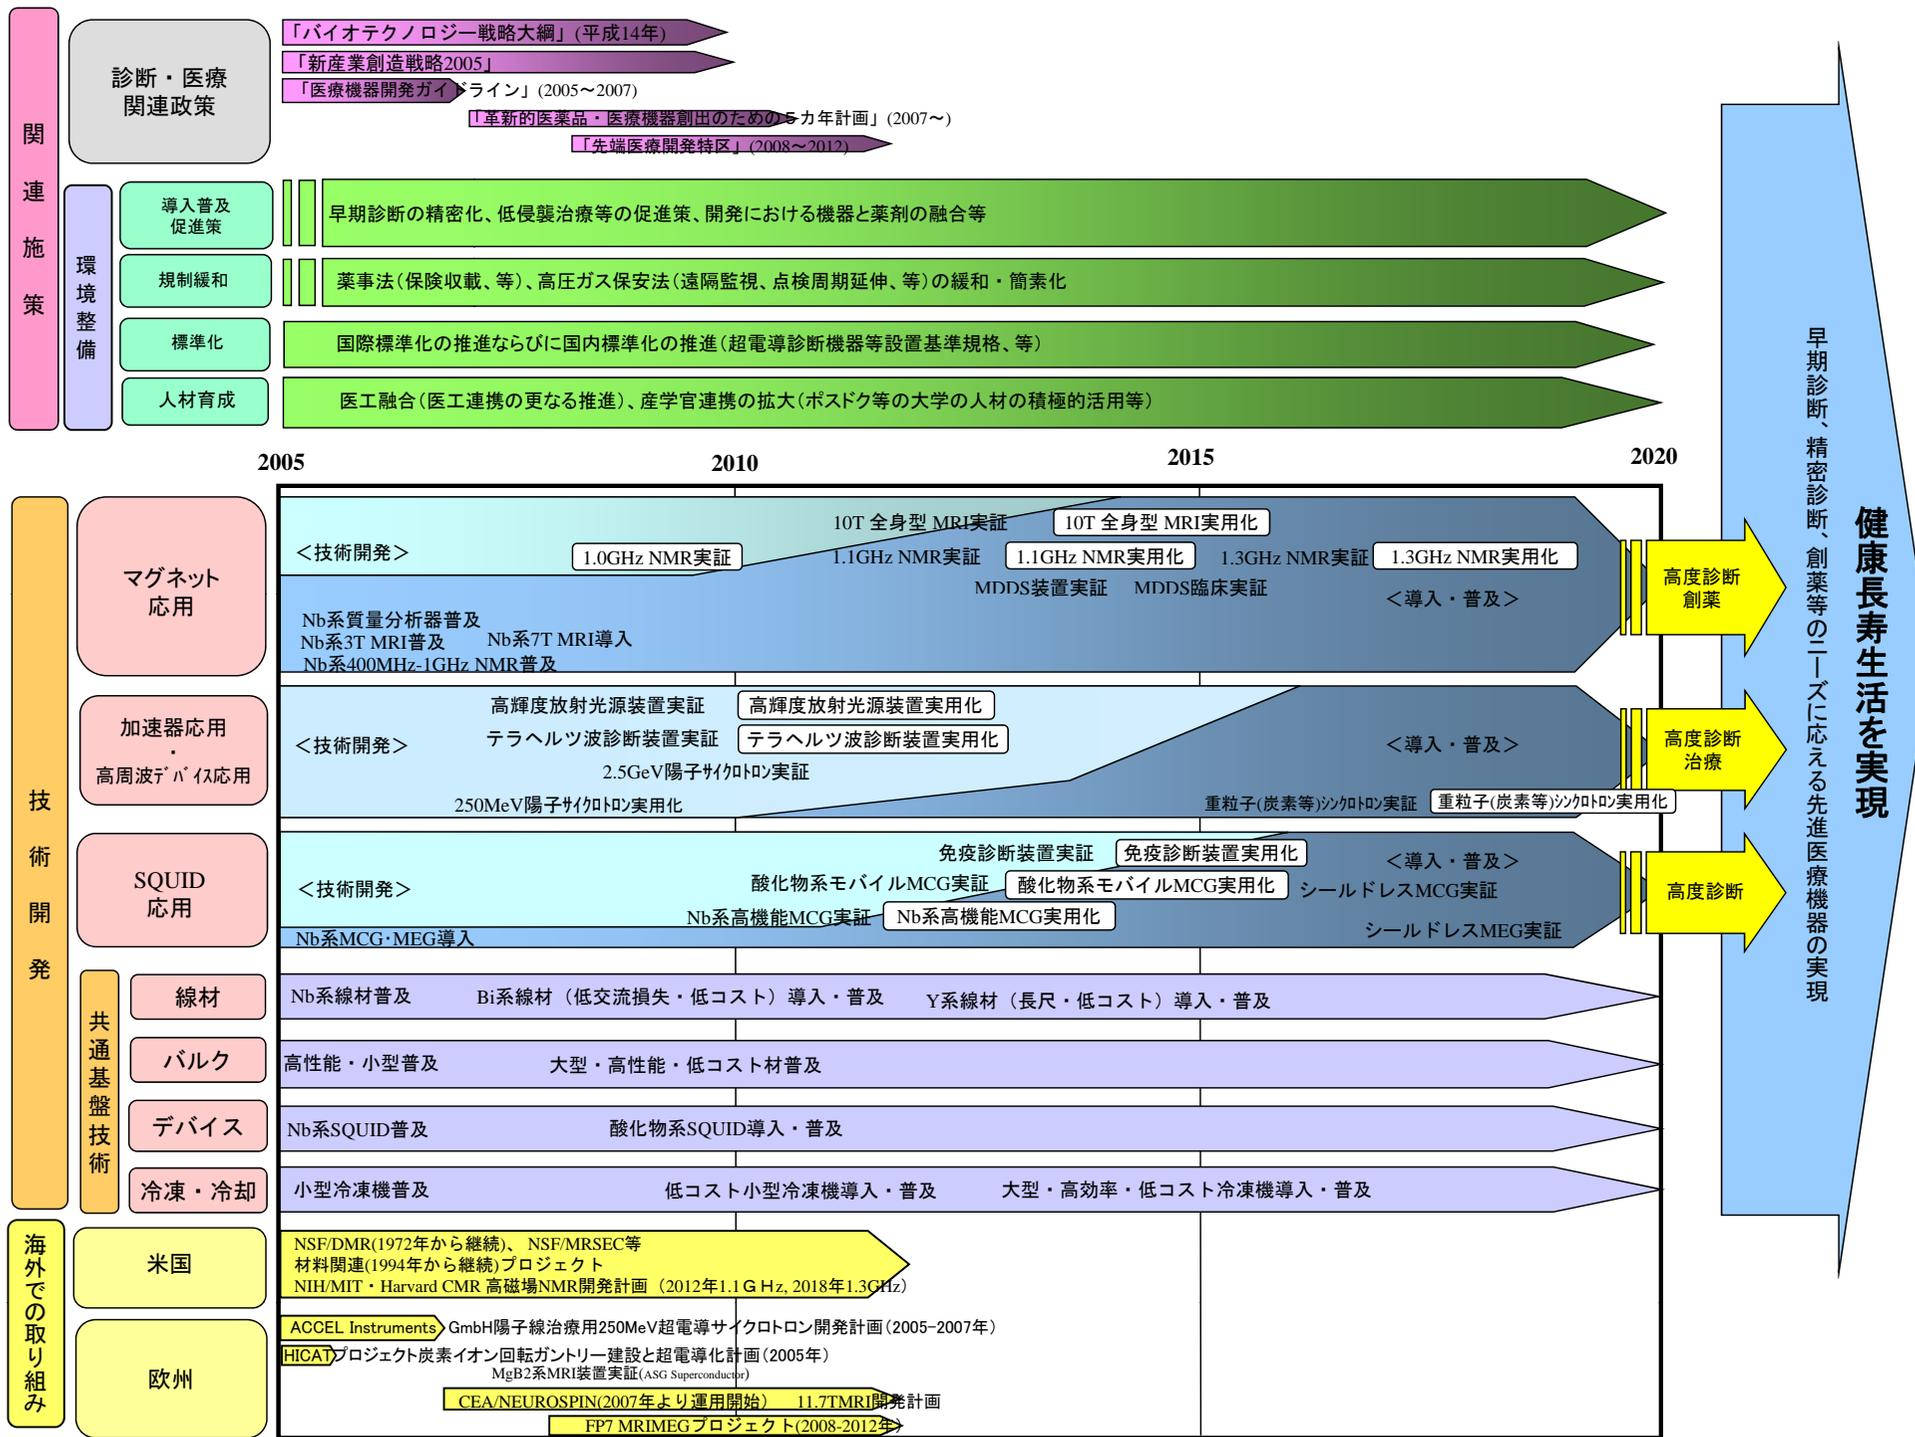 関連施策
診断・医療
関連政策
「バイオテクノロジー戦略大綱」(平成14年)
「新産業創造戦略2005」
「医療機器開発ガイドライン」(2005～2007)
「革新的医薬品・医療機器創出のための５カ年計画」(2007～)
「先端医療開発特区」(2008～2012)
環境整備
導入普及
促進策
早期診断の精密化、低侵襲治療等の促進策、開発における機器と薬剤の融合等
規制緩和
薬事法(保険収載、等)、高圧ガス保安法(遠隔監視、点検周期延伸、等)の緩和・簡素化
標準化
国際標準化の推進ならびに国内標準化の推進(超電導診断機器等設置基準規格、等)
人材育成
医工融合(医工連携の更なる推進)、産学官連携の拡大(ポスドク等の大学の人材の積極的活用等)
2005
2010
2015
2020
技術開発
マグネット
応用
＜技術開発＞
1.0GHz NMR実証
10T 全身型 MRI実証
10T 全身型 MRI実用化
1.1GHz NMR実証
1.1GHz NMR実用化
1.3GHz NMR実証
1.3GHz NMR実用化
MDDS装置実証
MDDS臨床実証
＜導入・普及＞
Nb系質量分析器普及
Nb系3T MRI普及
Nb系7T MRI導入
Nb系400MHz-1GHz NMR普及
高度診断
創薬
加速器応用
・
高周波ﾃﾞﾊﾞｲｽ応用
＜技術開発＞
高輝度放射光源装置実証
高輝度放射光源装置実用化
テラヘルツ波診断装置実証
テラヘルツ波診断装置実用化
2.5GeV陽子ｻｲｸﾛﾄﾛﾝ実証
250MeV陽子ｻｲｸﾛﾄﾛﾝ実用化
＜導入・普及＞
重粒子(炭素等)ｼﾝｸﾛﾄﾛﾝ実証
重粒子(炭素等)ｼﾝｸﾛﾄﾛﾝ実用化
高度診断
治療
SQUID
応用
＜技術開発＞
免疫診断装置実証
免疫診断装置実用化
＜導入・普及＞
酸化物系モバイルMCG実証
酸化物系モバイルMCG実用化
シールドレスMCG実証
Nb系高機能MCG実証
Nb系高機能MCG実用化
シールドレスMEG実証
Nb系MCG･MEG導入
高度診断
共通基盤技術
線材
Nb系線材普及
Bi系線材（低交流損失・低コスト）導入・普及
Y系線材（長尺・低コスト）導入・普及
バルク
高性能・小型普及
大型・高性能・低コスト材普及
デバイス
Nb系SQUID普及
酸化物系SQUID導入・普及
冷凍・冷却
小型冷凍機普及
低コスト小型冷凍機導入・普及
大型・高効率・低コスト冷凍機導入・普及
海外での取り組み
米国
NSF/DMR(1972年から継続)、 NSF/MRSEC等
材料関連(1994年から継続)プロジェクト
NIH/MIT・Harvard CMR 高磁場NMR開発計画（2012年1.1ＧＨz, 2018年1.3GHz）
欧州
ACCEL Instruments GmbH陽子線治療用250MeV超電導サイクロトロン開発計画(2005-2007年)
HICATプロジェクト炭素イオン回転ガントリー建設と超電導化計画(2005年)
MgB2系MRI装置実証(ASG Superconductor)
CEA/NEUROSPIN(2007年より運用開始)　11.7TMRI開発計画
FP7 MRIMEGプロジェクト(2008-2012年)
早期診断、精密診断、創薬等のニーズに応える先進医療機器の実現
健康長寿生活を実現